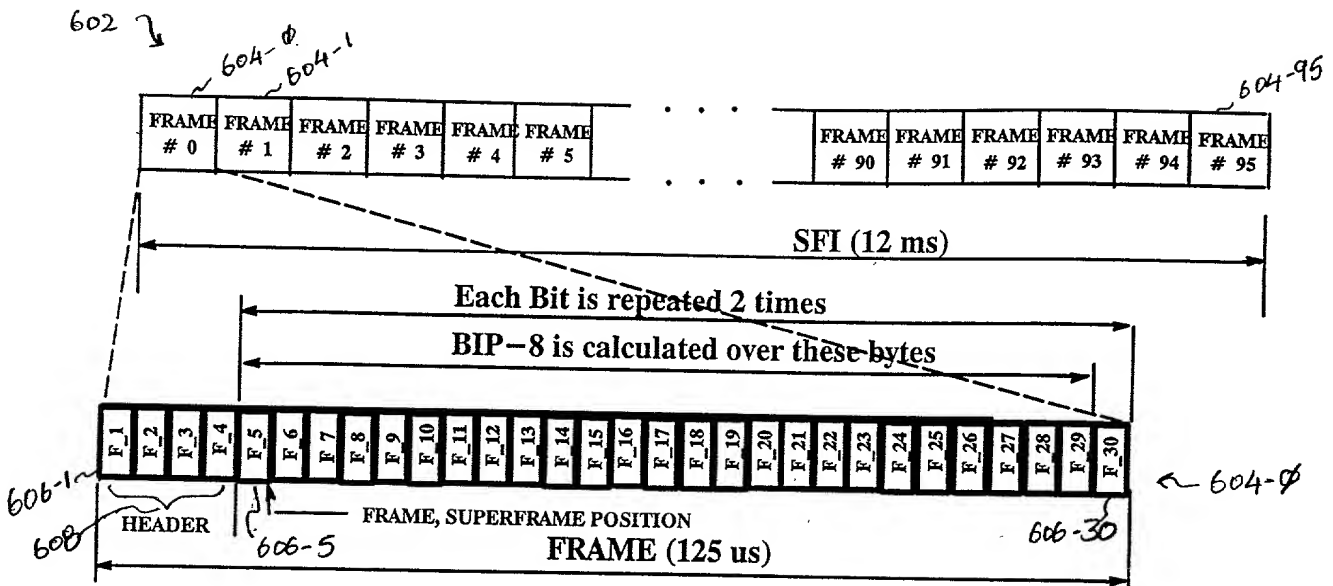 602
604-0
604-1
604-95
FRAME # 0
FRAME # 1
FRAME # 2
FRAME # 3
FRAME # 4
FRAME # 5
. . .
. . .
FRAME # 90
FRAME # 91
FRAME # 92
FRAME # 93
FRAME # 94
FRAME # 95
SFI (12 ms)
Each Bit is repeated 2 times
BIP-8 is calculated over these bytes
F_1
F_2
F_3
F_4
F_5
F_6
F_7
F_8
F_9
F_10
F_11
F_12
F_13
F_14
F_15
F_16
F_17
F_18
F_19
F_20
F_21
F_22
F_23
F_24
F_25
F_26
F_27
F_28
F_29
F_30
606-1
604-0
608
HEADER
606-5
FRAME, SUPERFRAME POSITION
606-30
FRAME (125 us)